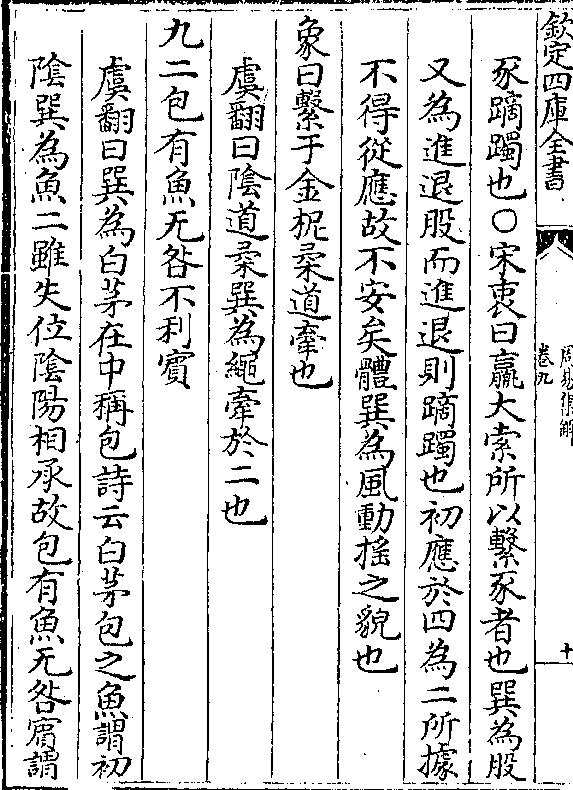 欽定四庫全書
周易集解
卷九
十
豕蹢躅也○宋衷曰羸大索所以繫豕者也巽為股
又為進退股而進退則蹢躅也初應於四為二所據
不得從應故不安矣體巽為風動搖之貌也
象曰繫于金柅柔道牽也
虞翻曰陰道柔巽為繩牽於二也
九二包有魚无咎不利賓
虞翻曰巽為白茅在中稱包詩云白茅包之魚謂初
陰巽為魚二雖失位陰陽相承故包有魚无咎賓謂